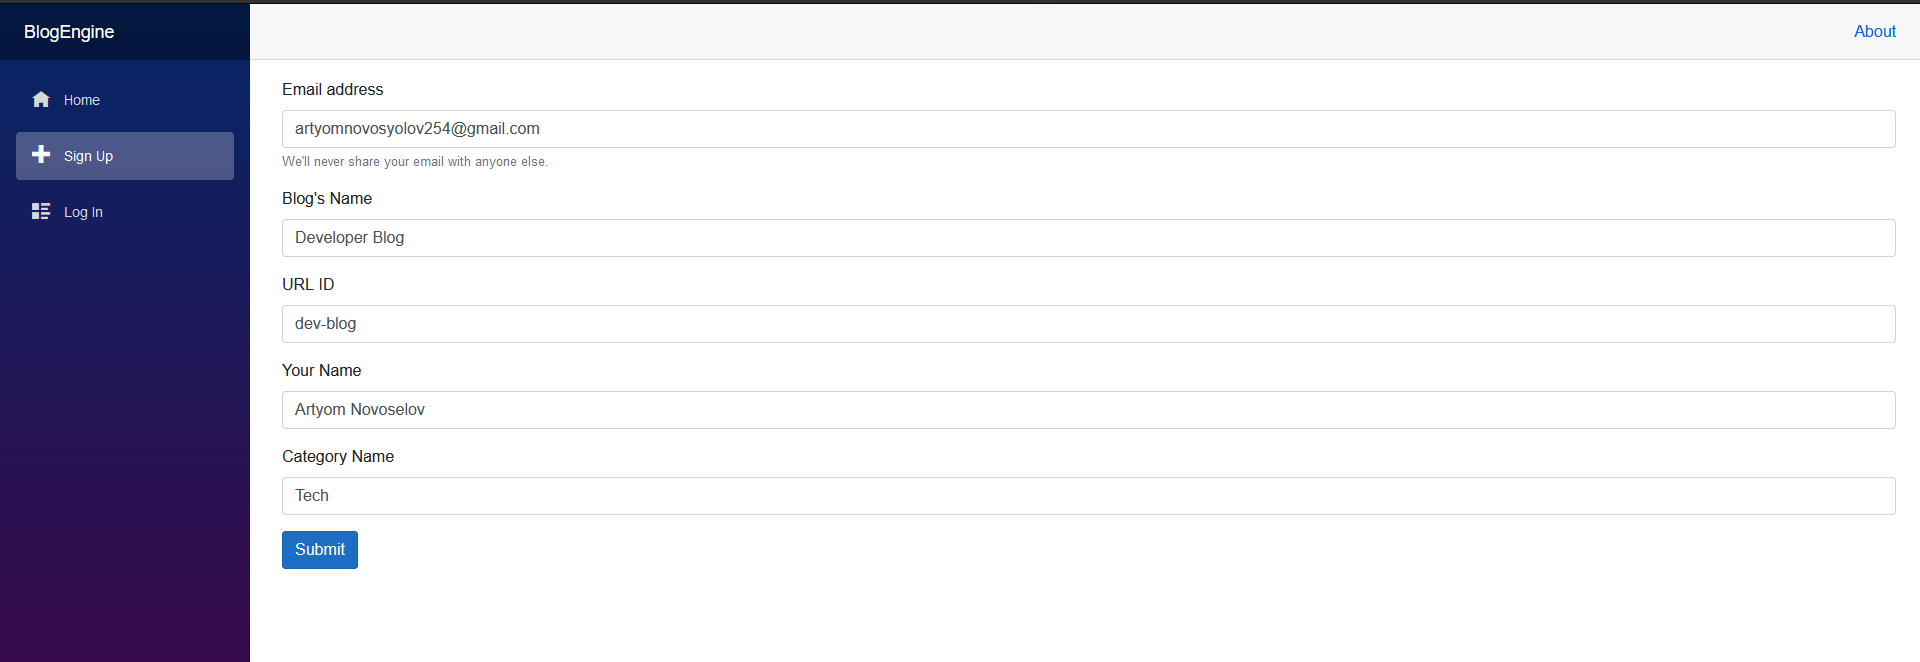 BlogEngine
About
Home
Sign Up
Log In
Email address
artyomnovosyolov254@gmail.com
We'll never share your email with anyone else.
Blog's Name
Developer Blog
URL ID
dev-blog
Your Name
Artyom Novoselov
Category Name
Tech
Submit